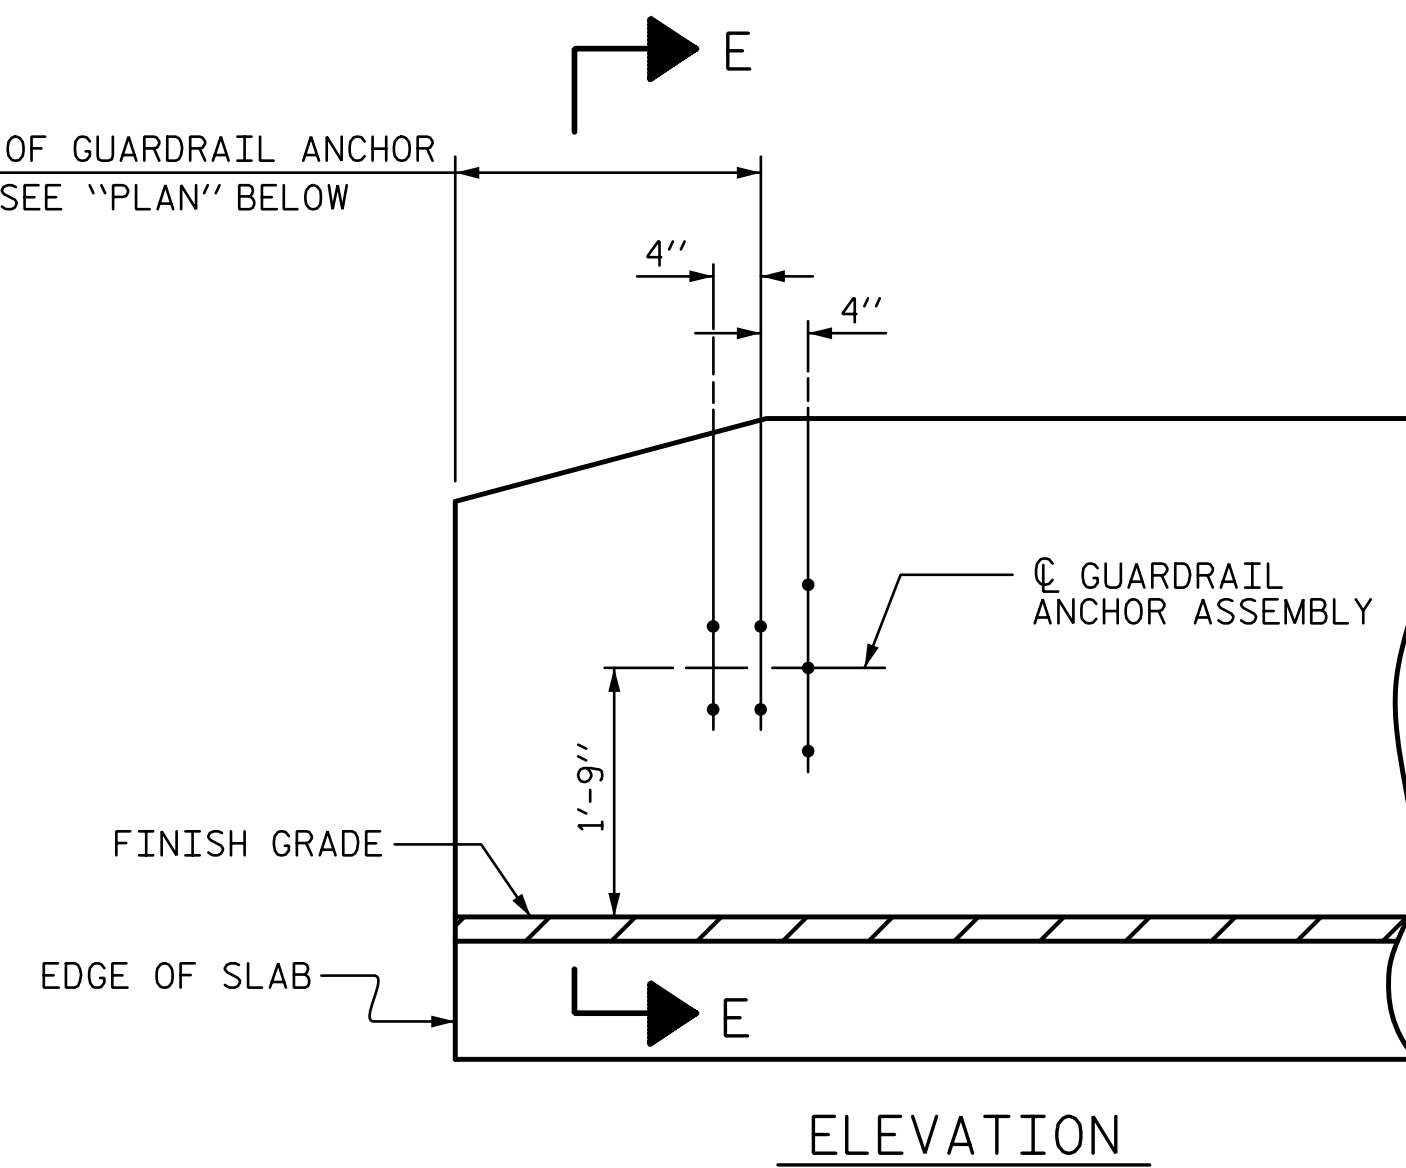 E
OF GUARDRAIL ANCHOR
SEE "PLAN" BELOW
4"
4"
℄ GUARDRAIL
ANCHOR ASSEMBLY
1'-9"
FINISH GRADE
EDGE OF SLAB
E
ELEVATION